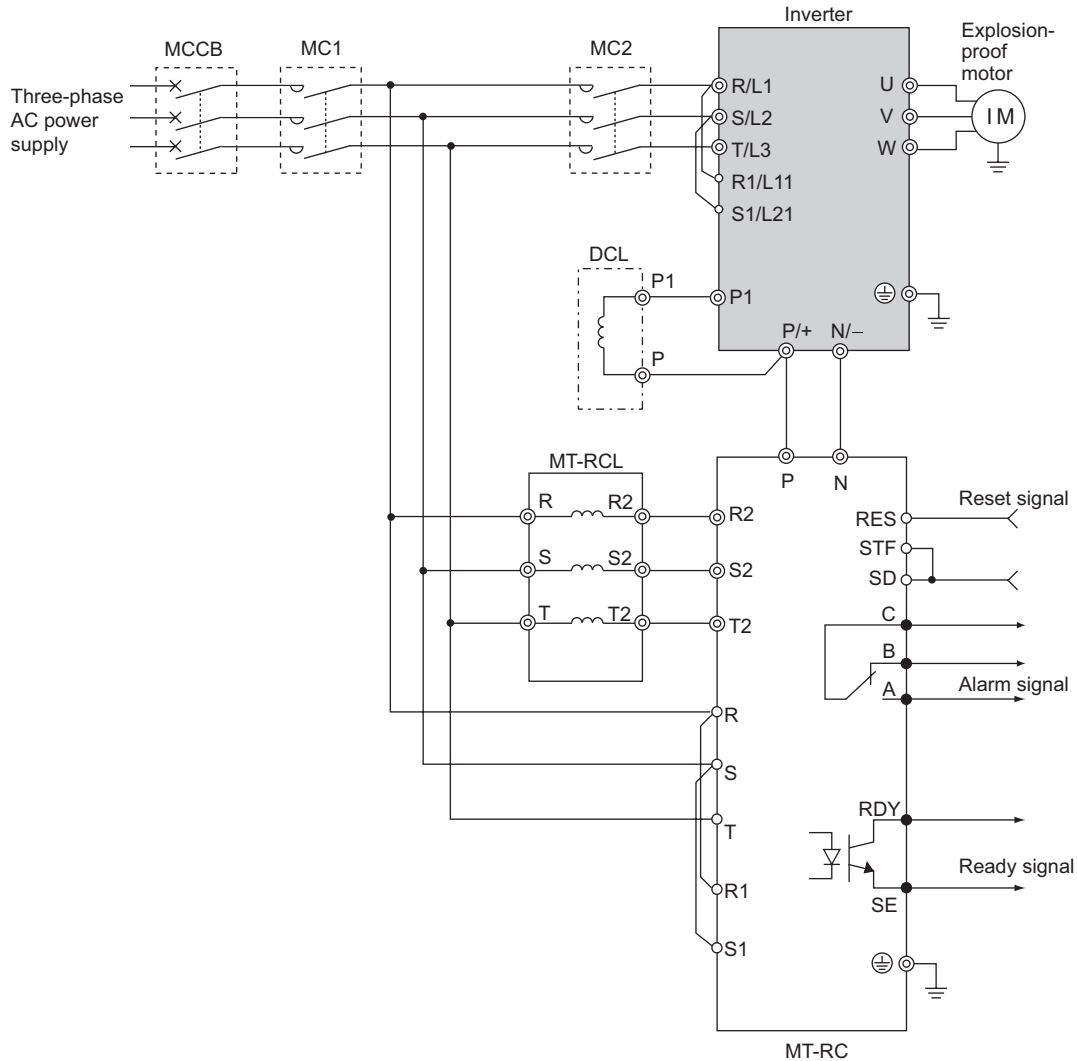 Inverter
MCCB
MC1
MC2
Explosion-
proof
motor
Three-phase
AC power
supply
R/L1
S/L2
T/L3
R1/L11
S1/L21
U
V
W
IM
DCL
P1
P1
P
P/+
N/−
MT-RCL
P
N
R
R2
R2
S
S2
S2
T
T2
T2
RES
Reset signal
STF
SD
C
B
A
Alarm signal
R
S
T
R1
S1
RDY
Ready signal
SE
MT-RC